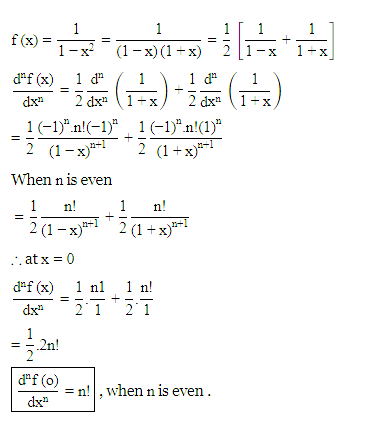 f (x) = 1/(1 − x²) = 1/((1 − x)(1 + x)) = 1/2 [1/(1 − x) + 1/(1 + x)]
dⁿf (x)/dxⁿ = 1/2 dⁿ/dxⁿ (1/(1 + x)) + 1/2 dⁿ/dxⁿ (1/(1 + x))
= 1/2 (−1)ⁿ.n!(−1)ⁿ/(1 − x)ⁿ⁺¹ + 1/2 (−1)ⁿ.n!(1)ⁿ/(1 + x)ⁿ⁺¹
When n is even
= 1/2 n!/(1 − x)ⁿ⁺¹ + 1/2 n!/(1 + x)ⁿ⁺¹
∴ at x = 0
dⁿf (x)/dxⁿ = 1/2 . n1/1 + 1/2 . n!/1
= 1/2 .2n!
dⁿf (o)/dxⁿ = n! , when n is even .